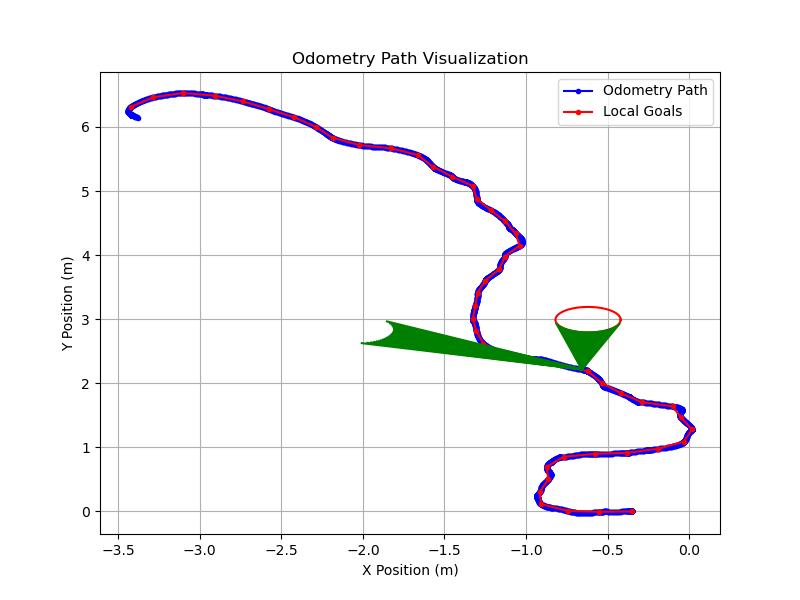 Odometry Path Visualization
Odometry Path
Local Goals
Y Position (m)
6
5
4
3
2
1
0
−3.5 −3.0 −2.5 −2.0 −1.5 −1.0 −0.5 0.0
X Position (m)